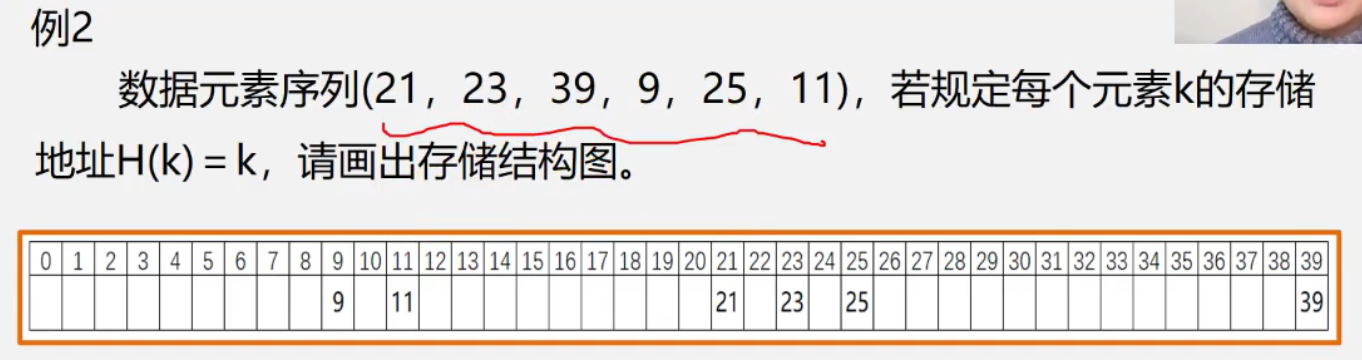 例2
数据元素序列(21，23，39，9，25，11)，若规定每个元素k的存储
地址H(k) = k，请画出存储结构图。
0 1 2 3 4 5 6 7 8 9 10 11 12 13 14 15 16 17 18 19 20 21 22 23 24 25 26 27 28 29 30 31 32 33 34 35 36 37 38 39
9 11 21 23 25 39